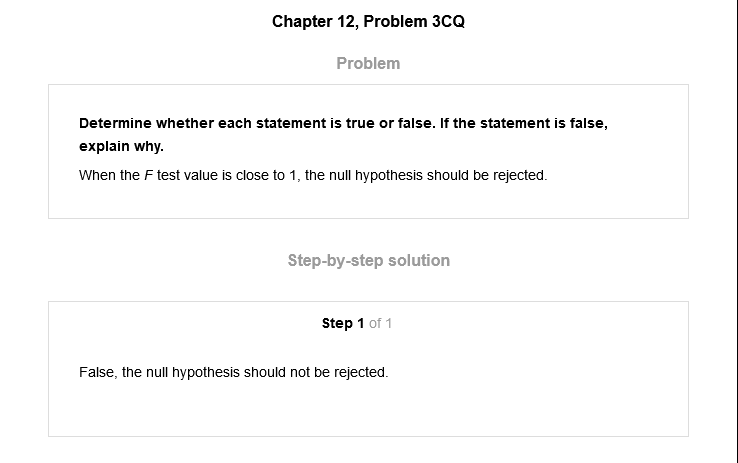 Chapter 12, Problem 3CQ
Problem
Determine whether each statement is true or false. If the statement is false,
explain why.
When the F test value is close to 1, the null hypothesis should be rejected.
Step-by-step solution
Step 1 of 1
False, the null hypothesis should not be rejected.